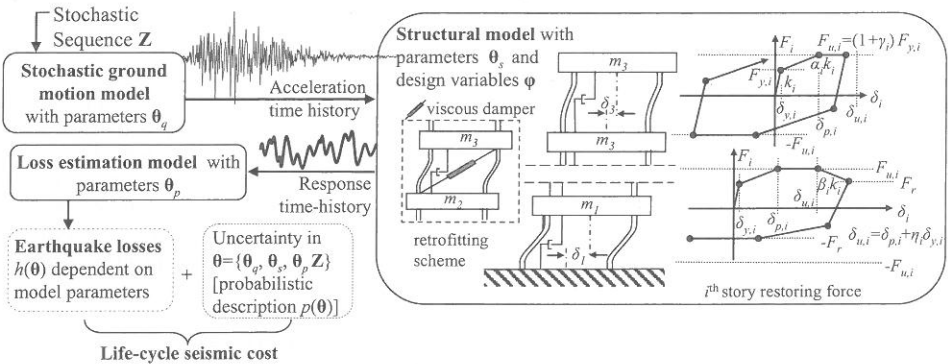 Stochastic
Sequence Z
Stochastic ground
motion model
with parameters θq
Acceleration
time history
Loss estimation model with
parameters θp
Response
time-history
Earthquake losses
h(θ) dependent on
model parameters
+
Uncertainty in
θ={θq, θs, θp Z}
[probabilistic
description p(θ)]
Life-cycle seismic cost
Structural model with
parameters θs and
design variables φ
viscous damper
m3
m2
retrofitting
scheme
m3
δ3
m3
m1
δ1
Fi
Fu,i=(1+γi) Fy,i
αiki
Fy,i
ki
δi
δy,i
δp,i
δu,i
-Fu,i
Fi
Fu,i
βiki
Fr
δu,i
δi
δy,i
δp,i
-Fr
δu,i=δp,i+ηiδy,i
-Fu,i
ith story restoring force